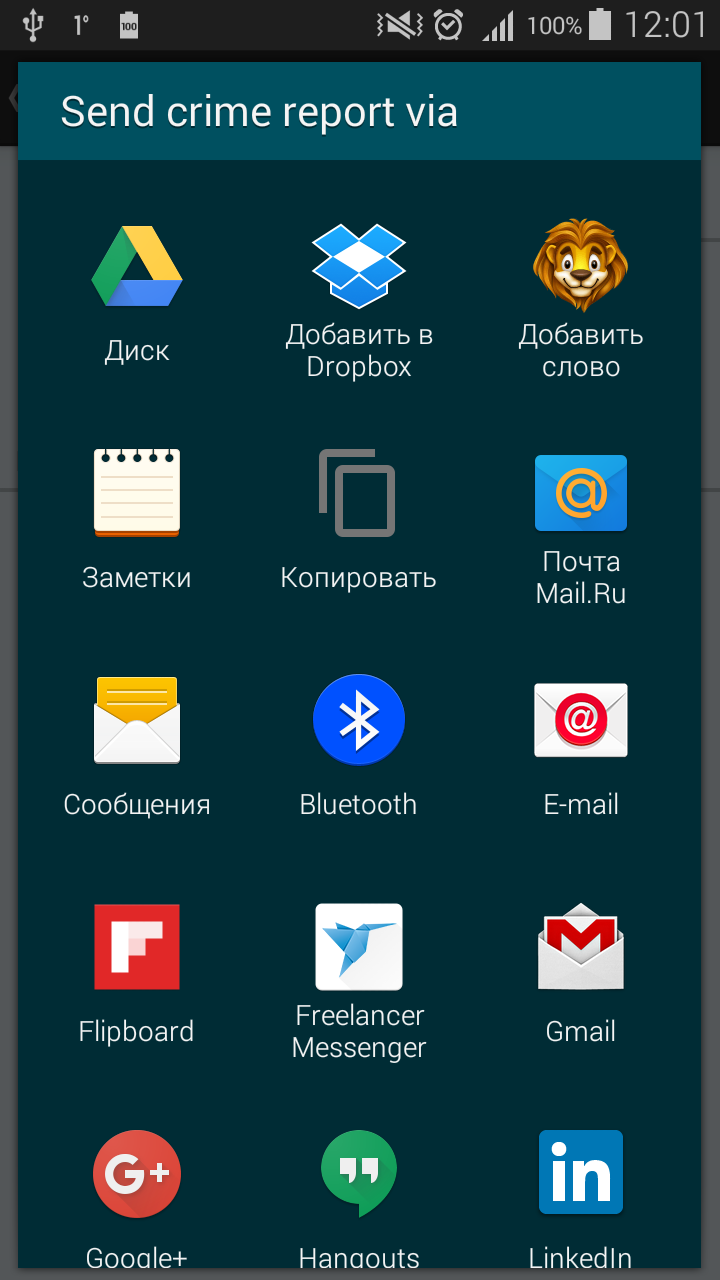 1° 100 100% 12:01
Send crime report via
Диск
Добавить в
Dropbox
Добавить
слово
Заметки
Копировать
Почта
Mail.Ru
Сообщения
Bluetooth
E-mail
Flipboard
Freelancer
Messenger
Gmail
G+
in
Google+
Hangouts
LinkedIn